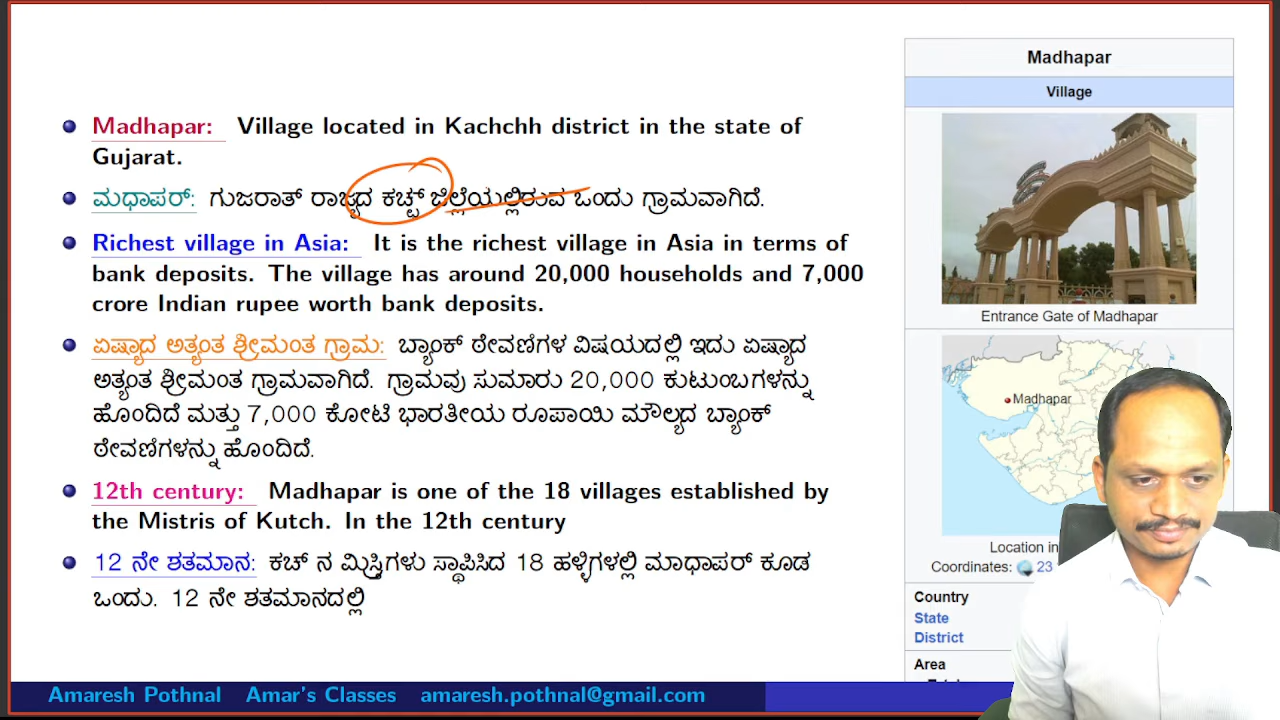 Madhapar: Village located in Kachchh district in the state of
Gujarat.
ಮಧಾಪರ್: ಗುಜರಾತ್ ರಾಜ್ಯದ ಕಚ್ಚ್ ಜಿಲ್ಲೆಯಲ್ಲಿರುವ ಒಂದು ಗ್ರಾಮವಾಗಿದೆ.
Richest village in Asia: It is the richest village in Asia in terms of
bank deposits. The village has around 20,000 households and 7,000
crore Indian rupee worth bank deposits.
ಏಷ್ಯಾದ ಅತ್ಯಂತ ಶ್ರೀಮಂತ ಗ್ರಾಮ: ಬ್ಯಾಂಕ್ ಠೇವಣಿಗಳ ವಿಷಯದಲ್ಲಿ ಇದು ಏಷ್ಯಾದ
ಅತ್ಯಂತ ಶ್ರೀಮಂತ ಗ್ರಾಮವಾಗಿದೆ. ಗ್ರಾಮವು ಸುಮಾರು 20,000 ಕುಟುಂಬಗಳನ್ನು
ಹೊಂದಿದೆ ಮತ್ತು 7,000 ಕೋಟಿ ಭಾರತೀಯ ರೂಪಾಯಿ ಮೌಲ್ಯದ ಬ್ಯಾಂಕ್
ಠೇವಣಿಗಳನ್ನು ಹೊಂದಿದೆ.
12th century: Madhapar is one of the 18 villages established by
the Mistris of Kutch. In the 12th century
12 ನೇ ಶತಮಾನ: ಕಚ್ ನ ಮಿಸ್ತ್ರಿಗಳು ಸ್ಥಾಪಿಸಿದ 18 ಹಳ್ಳಿಗಳಲ್ಲಿ ಮಾಧಾಪರ್ ಕೂಡ
ಒಂದು. 12 ನೇ ಶತಮಾನದಲ್ಲಿ
Madhapar
Village
Entrance Gate of Madhapar
Madhapar
Location in
Coordinates: 23
Country
State
District
Area
Amaresh Pothnal Amar's Classes amaresh.pothnal@gmail.com